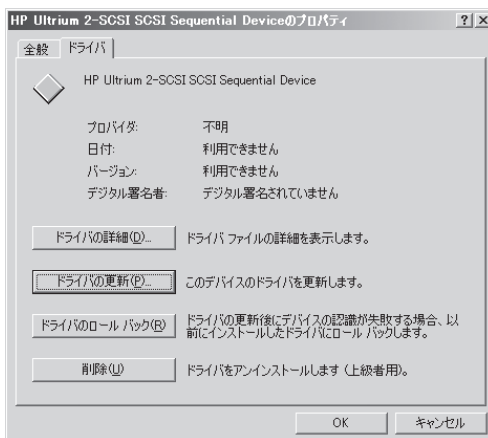 HP Ultrium 2-SCSI SCSI Sequential Deviceのプロパティ
全般
ドライバ
HP Ultrium 2-SCSI SCSI Sequential Device
プロバイダ: 不明
日付: 利用できません
バージョン: 利用できません
デジタル署名者: デジタル署名されていません
ドライバの詳細(D)... ドライバ ファイルの詳細を表示します。
ドライバの更新(P)... このデバイスのドライバを更新します。
ドライバのロール バック(R) ドライバの更新後にデバイスの認識が失敗する場合、以
前にインストールしたドライバにロール バックします。
削除(U) ドライバをアンインストールします (上級者用)。
OK キャンセル